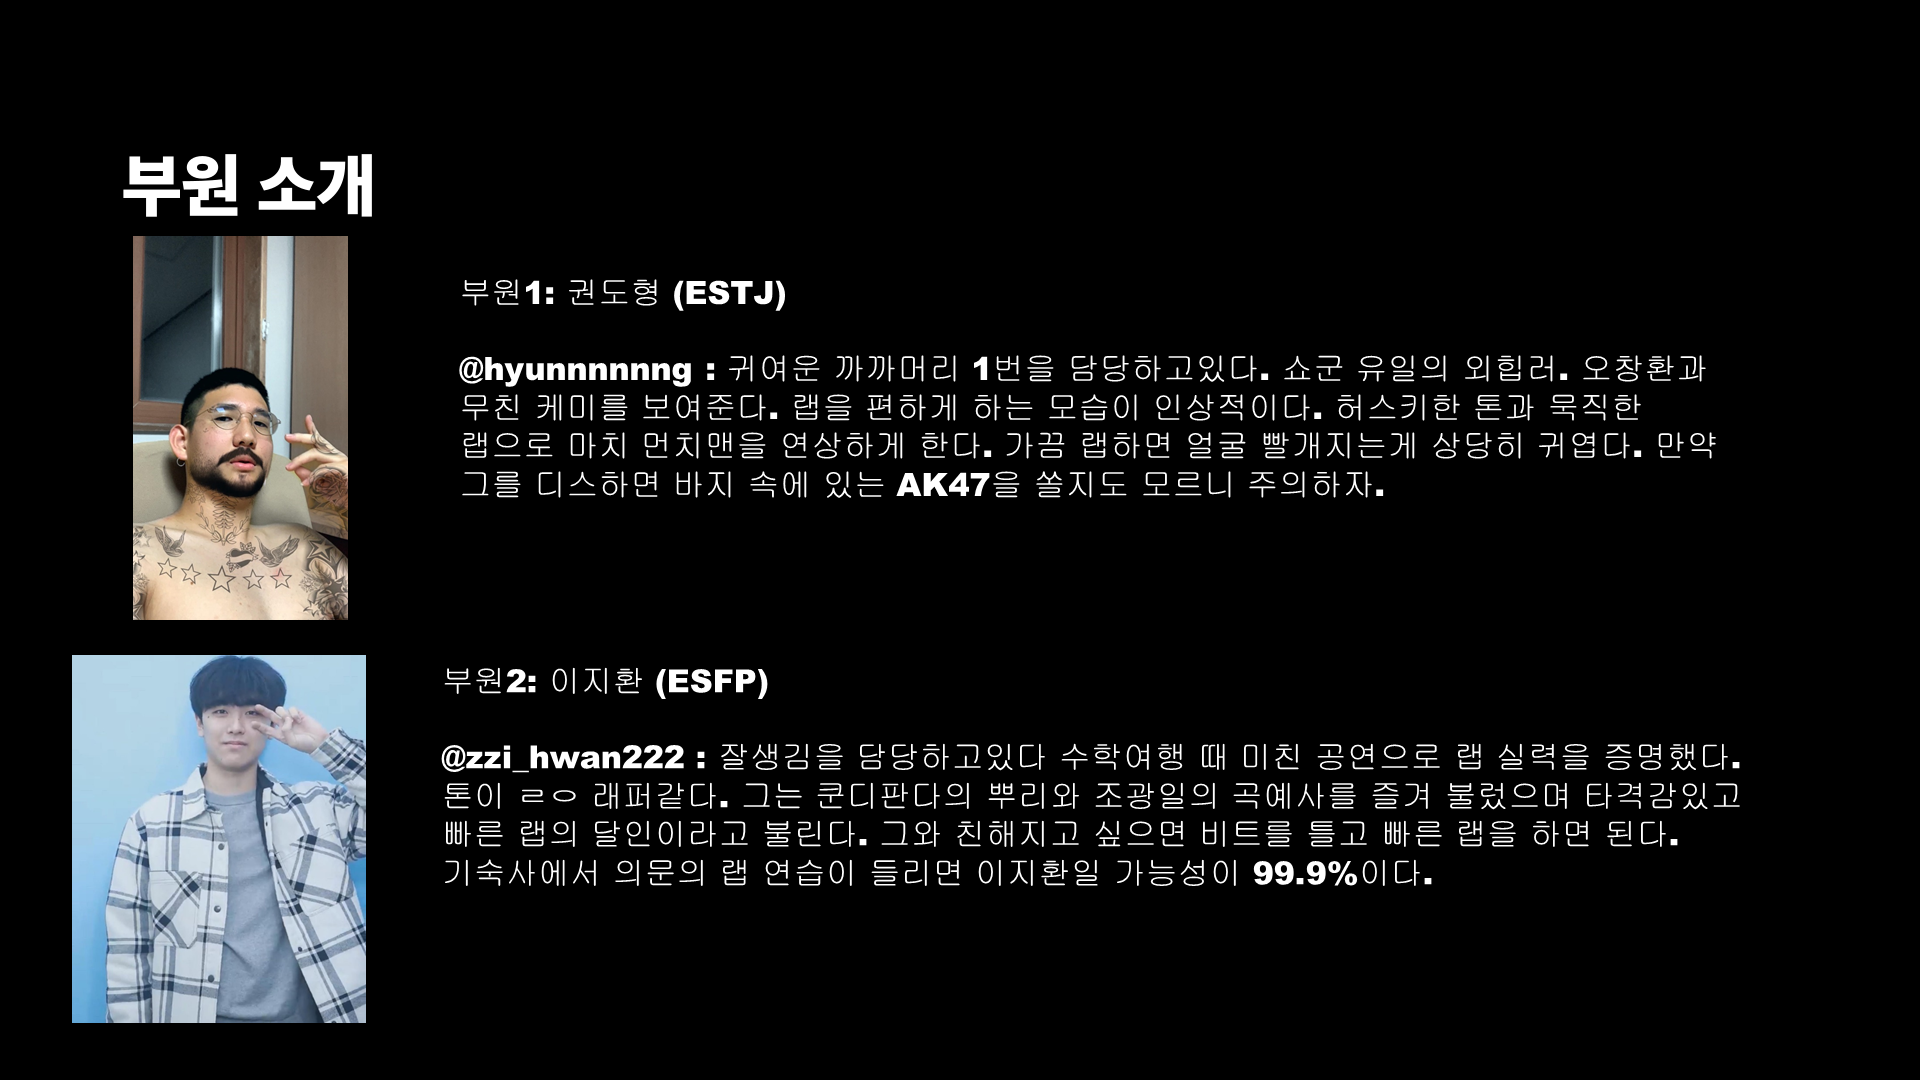 부원 소개
부원1: 권도형 (ESTJ)
@hyunnnnnng : 귀여운 까까머리 1번을 담당하고있다. 쇼군 유일의 외힙러. 오창환과
무친 케미를 보여준다. 랩을 편하게 하는 모습이 인상적이다. 허스키한 톤과 묵직한
랩으로 마치 먼치맨을 연상하게 한다. 가끔 랩하면 얼굴 빨개지는게 상당히 귀엽다. 만약
그를 디스하면 바지 속에 있는 AK47을 쏠지도 모르니 주의하자.
부원2: 이지환 (ESFP)
@zzi_hwan222 : 잘생김을 담당하고있다 수학여행 때 미친 공연으로 랩 실력을 증명했다.
톤이 ㄹㅇ 래퍼같다. 그는 쿤디판다의 뿌리와 조광일의 곡예사를 즐겨 불렀으며 타격감있고
빠른 랩의 달인이라고 불린다. 그와 친해지고 싶으면 비트를 틀고 빠른 랩을 하면 된다.
기숙사에서 의문의 랩 연습이 들리면 이지환일 가능성이 99.9%이다.